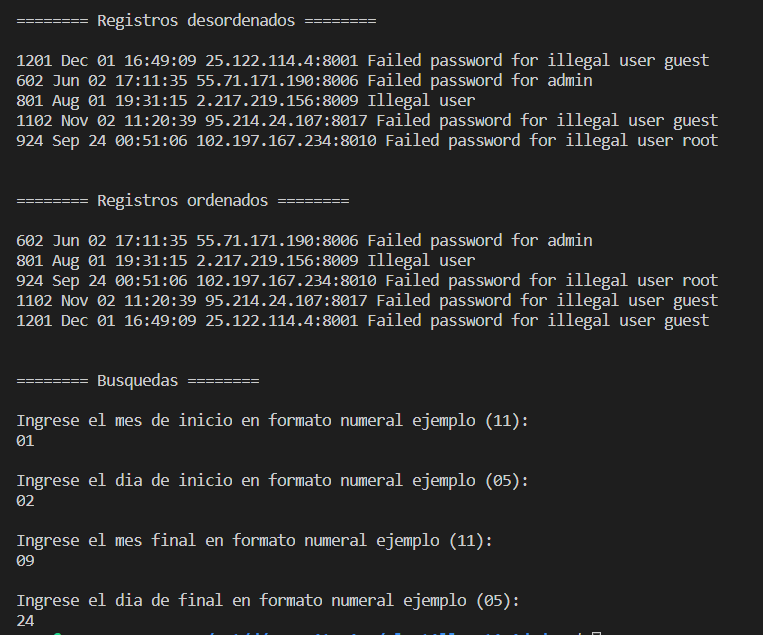 ======== Registros desordenados ========
1201 Dec 01 16:49:09 25.122.114.4:8001 Failed password for illegal user guest
602 Jun 02 17:11:35 55.71.171.190:8006 Failed password for admin
801 Aug 01 19:31:15 2.217.219.156:8009 Illegal user
1102 Nov 02 11:20:39 95.214.24.107:8017 Failed password for illegal user guest
924 Sep 24 00:51:06 102.197.167.234:8010 Failed password for illegal user root
======== Registros ordenados ========
602 Jun 02 17:11:35 55.71.171.190:8006 Failed password for admin
801 Aug 01 19:31:15 2.217.219.156:8009 Illegal user
924 Sep 24 00:51:06 102.197.167.234:8010 Failed password for illegal user root
1102 Nov 02 11:20:39 95.214.24.107:8017 Failed password for illegal user guest
1201 Dec 01 16:49:09 25.122.114.4:8001 Failed password for illegal user guest
======== Busquedas ========
Ingrese el mes de inicio en formato numeral ejemplo (11):
01
Ingrese el dia de inicio en formato numeral ejemplo (05):
02
Ingrese el mes final en formato numeral ejemplo (11):
09
Ingrese el dia de final en formato numeral ejemplo (05):
24